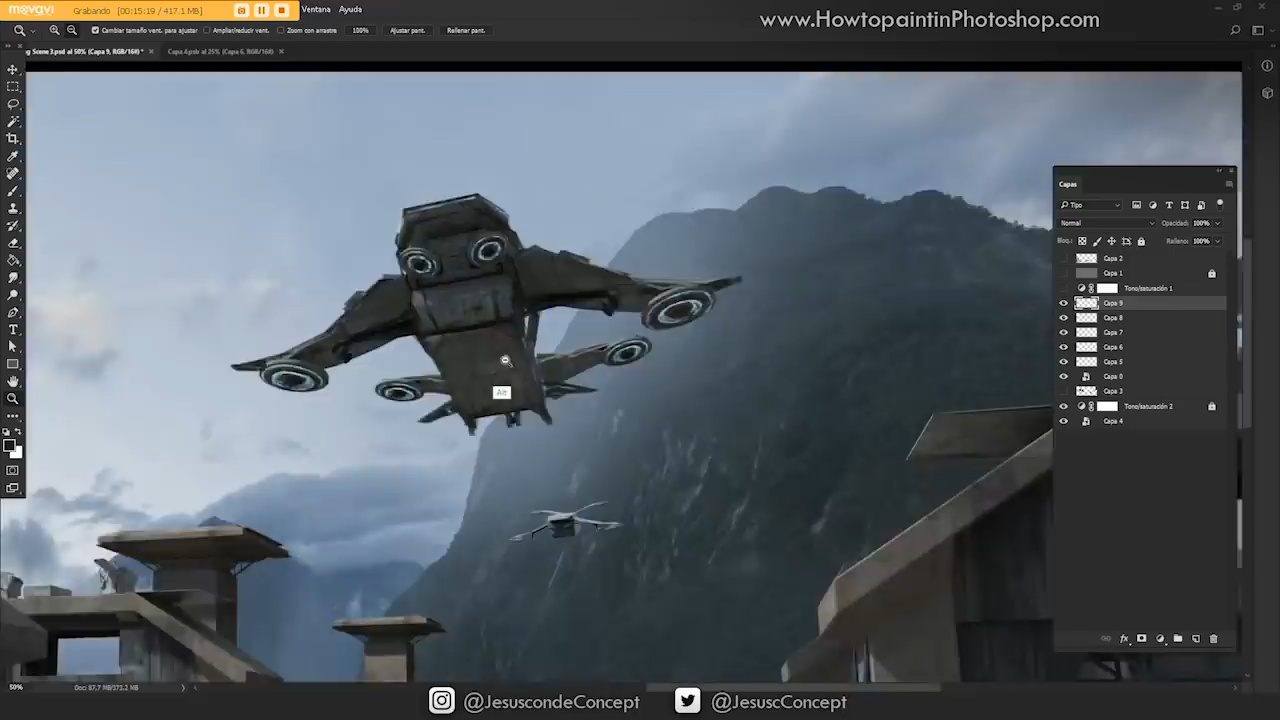 movavi
Grabando [00:15:19 / 417.1 MB]
Ventana Ayuda
www.HowtopaintinPhotoshop.com
Cambiar tamaño vent. para ajustar Ampliar/reducir vent. Zoom con arrastre 100% Ajustar pant. Rellenar pant.
g Scene 3.psd al 50% (Capa 9, RGB/16#) * × Capa 4.psb al 25% (Capa 6, RGB/16#) ×
Capas
Tipo
Normal Opacidad: 100%
Bloq.: Relleno: 100%
Capa 2
Capa 1
Tono/saturación 1
Capa 9
Capa 8
Capa 7
Capa 6
Capa 5
Capa 0
Capa 3
Tono/saturación 2
Capa 4
Alt
fx
50% Doc: 87,7 MB/373,2 MB
@JesuscondeConcept @JesuscConcept